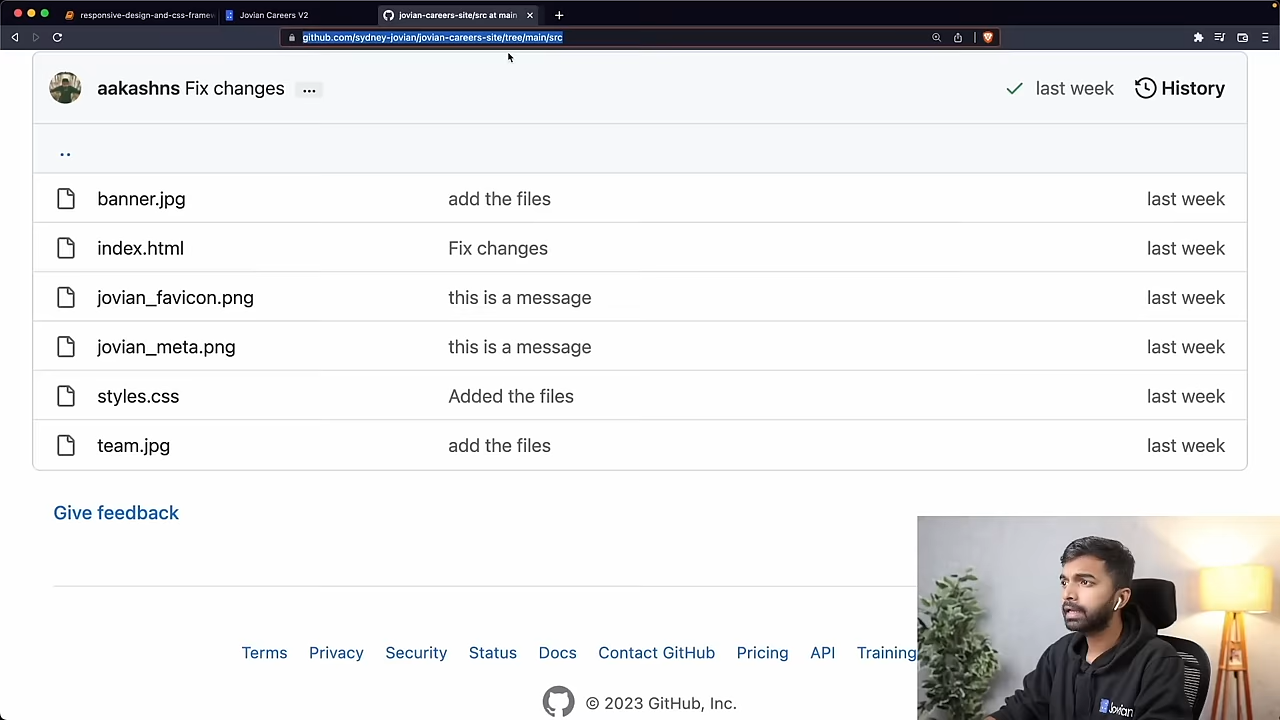 responsive-design-and-css-framew
Jovian Careers V2
jovian-careers-site/src at main
github.com/sydney-jovian/jovian-careers-site/tree/main/src
aakashns Fix changes ...
last week History
..
banner.jpg add the files last week
index.html Fix changes last week
jovian_favicon.png this is a message last week
jovian_meta.png this is a message last week
styles.css Added the files last week
team.jpg add the files last week
Give feedback
Terms Privacy Security Status Docs Contact GitHub Pricing API Training
© 2023 GitHub, Inc.
Jovian